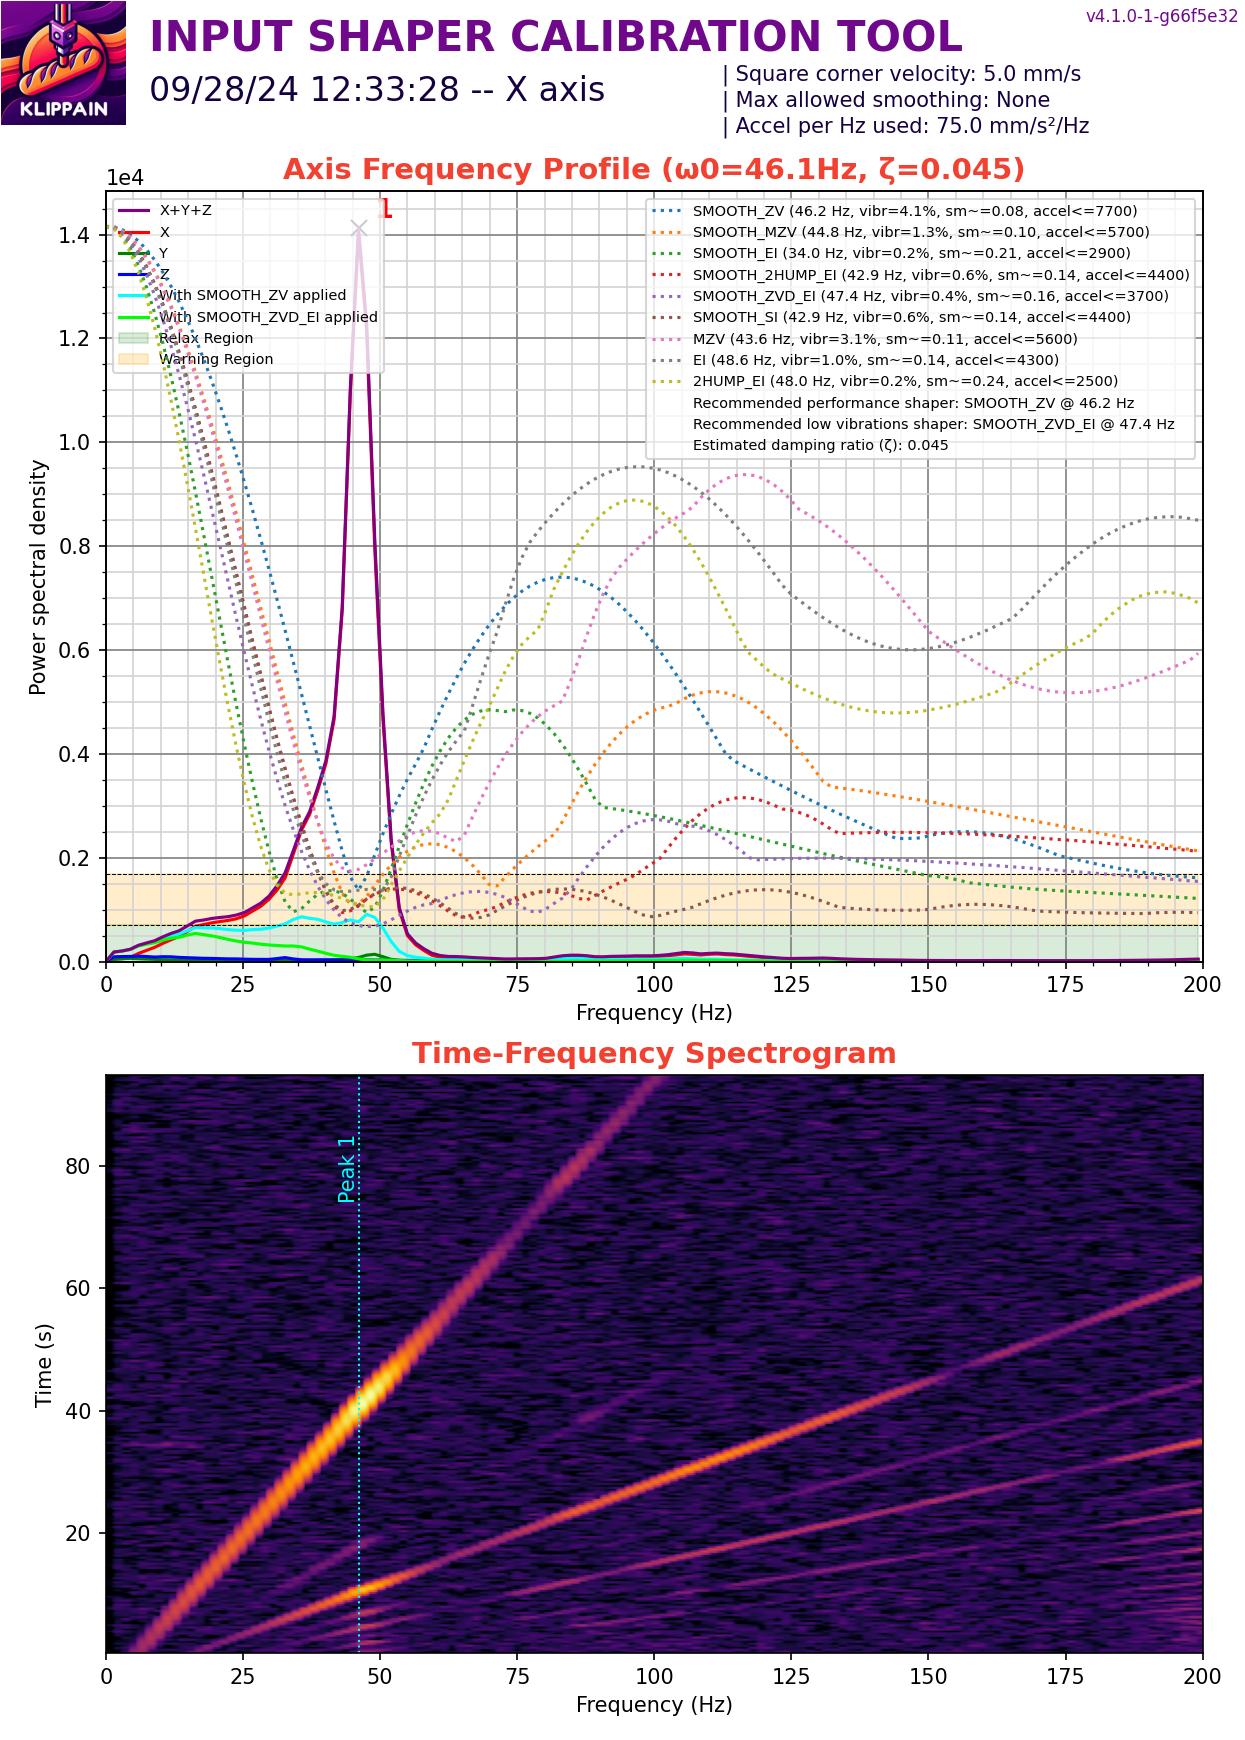 v4.1.0-1-g66f5e32
INPUT SHAPER CALIBRATION TOOL
KLIPPAIN
09/28/24 12:33:28 -- X axis
| Square corner velocity: 5.0 mm/s
| Max allowed smoothing: None
| Accel per Hz used: 75.0 mm/s²/Hz
Axis Frequency Profile (ω0=46.1Hz, ζ=0.045)
1e4
1
X+Y+Z
X
Y
Z
With SMOOTH_ZV applied
With SMOOTH_ZVD_EI applied
Relax Region
Warning Region
SMOOTH_ZV (46.2 Hz, vibr=4.1%, sm~=0.08, accel<=7700)
SMOOTH_MZV (44.8 Hz, vibr=1.3%, sm~=0.10, accel<=5700)
SMOOTH_EI (34.0 Hz, vibr=0.2%, sm~=0.21, accel<=2900)
SMOOTH_2HUMP_EI (42.9 Hz, vibr=0.6%, sm~=0.14, accel<=4400)
SMOOTH_ZVD_EI (47.4 Hz, vibr=0.4%, sm~=0.16, accel<=3700)
SMOOTH_SI (42.9 Hz, vibr=0.6%, sm~=0.14, accel<=4400)
MZV (43.6 Hz, vibr=3.1%, sm~=0.11, accel<=5600)
EI (48.6 Hz, vibr=1.0%, sm~=0.14, accel<=4300)
2HUMP_EI (48.0 Hz, vibr=0.2%, sm~=0.24, accel<=2500)
Recommended performance shaper: SMOOTH_ZV @ 46.2 Hz
Recommended low vibrations shaper: SMOOTH_ZVD_EI @ 47.4 Hz
Estimated damping ratio (ζ): 0.045
Power spectral density
1.4
1.2
1.0
0.8
0.6
0.4
0.2
0.0
0 25 50 75 100 125 150 175 200
Frequency (Hz)
Time-Frequency Spectrogram
Peak 1
Time (s)
80
60
40
20
0 25 50 75 100 125 150 175 200
Frequency (Hz)